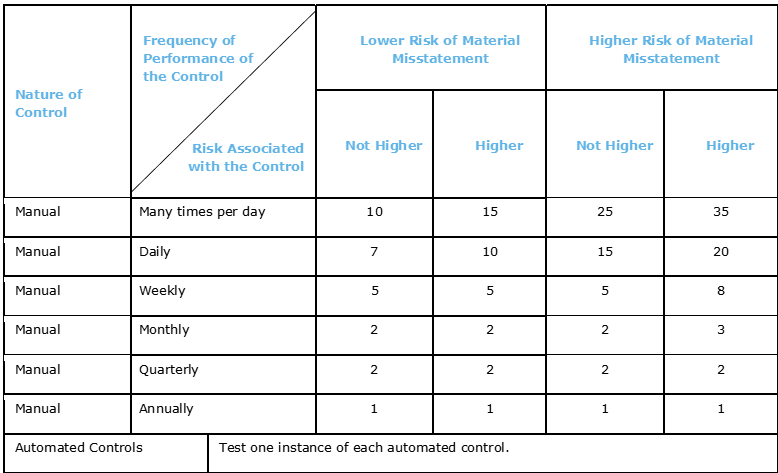 Nature of
Control
Frequency of
Performance of
the Control
Risk Associated
with the Control
Lower Risk of Material
Misstatement
Higher Risk of Material
Misstatement
Not Higher
Higher
Not Higher
Higher
Manual Many times per day 10 15 25 35
Manual Daily 7 10 15 20
Manual Weekly 5 5 5 8
Manual Monthly 2 2 2 3
Manual Quarterly 2 2 2 2
Manual Annually 1 1 1 1
Automated Controls Test one instance of each automated control.